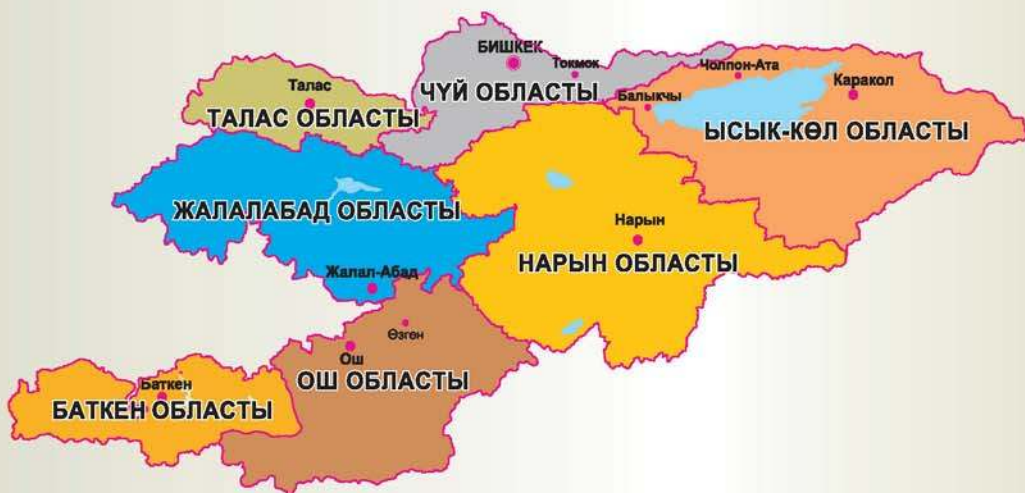 БИШКЕК
Токмок
Чолпон-Ата
Талас
ЧҮЙ ОБЛАСТЫ
Балыкчы
Каракол
ТАЛАС ОБЛАСТЫ
ЫСЫК-КӨЛ ОБЛАСТЫ
ЖАЛАЛАБАД ОБЛАСТЫ
Нарын
НАРЫН ОБЛАСТЫ
Жалал-Абад
Өзгөн
Ош
ОШ ОБЛАСТЫ
Баткен
БАТКЕН ОБЛАСТЫ